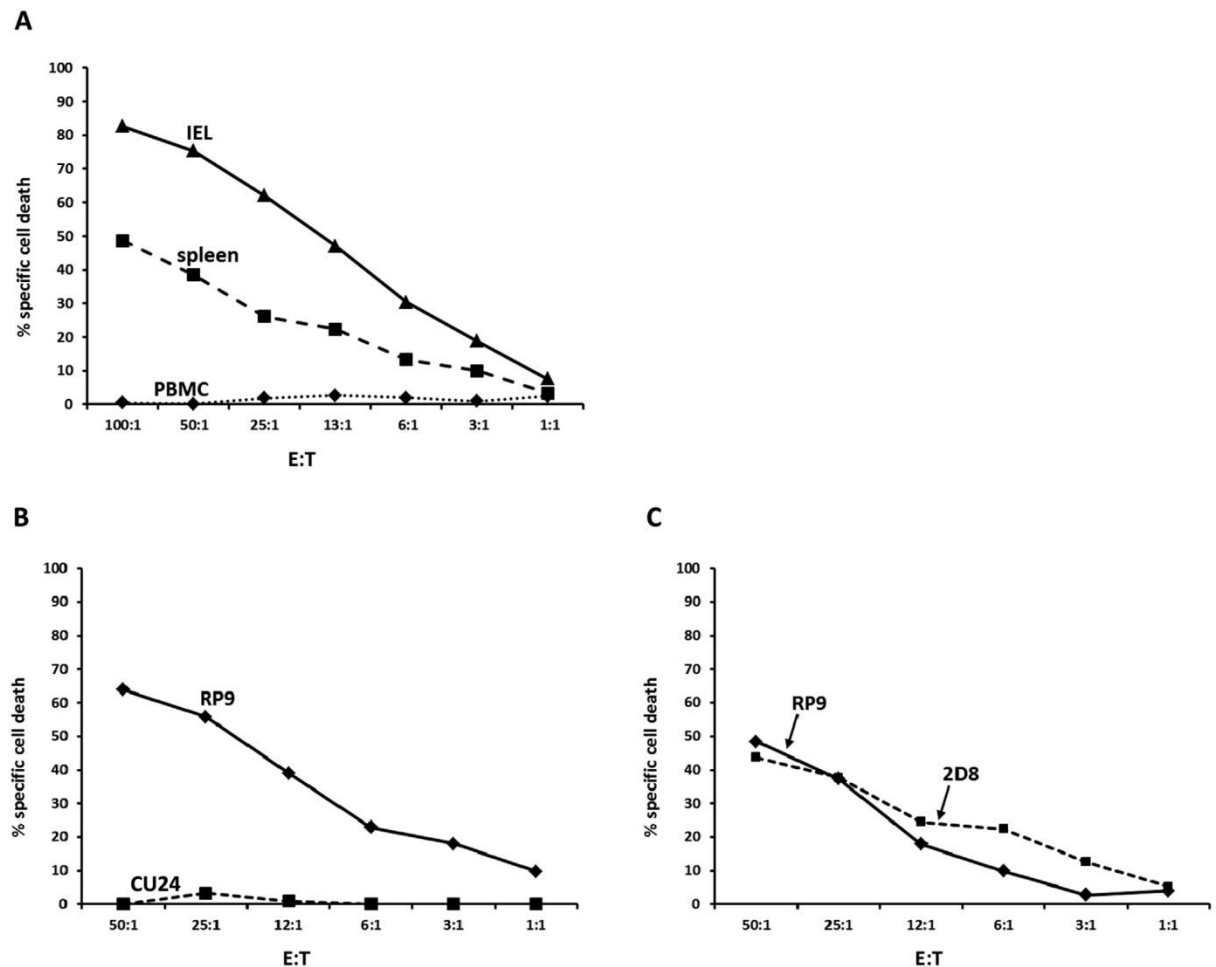 A
100
90
80
70
60
50
40
30
20
10
0
% specific cell death
IEL
spleen
PBMC
100:1 50:1 25:1 13:1 6:1 3:1 1:1
E:T
B
100
90
80
70
60
50
40
30
20
10
0
% specific cell death
RP9
CU24
50:1 25:1 12:1 6:1 3:1 1:1
E:T
C
100
90
80
70
60
50
40
30
20
10
0
% specific cell death
RP9
2D8
50:1 25:1 12:1 6:1 3:1 1:1
E:T